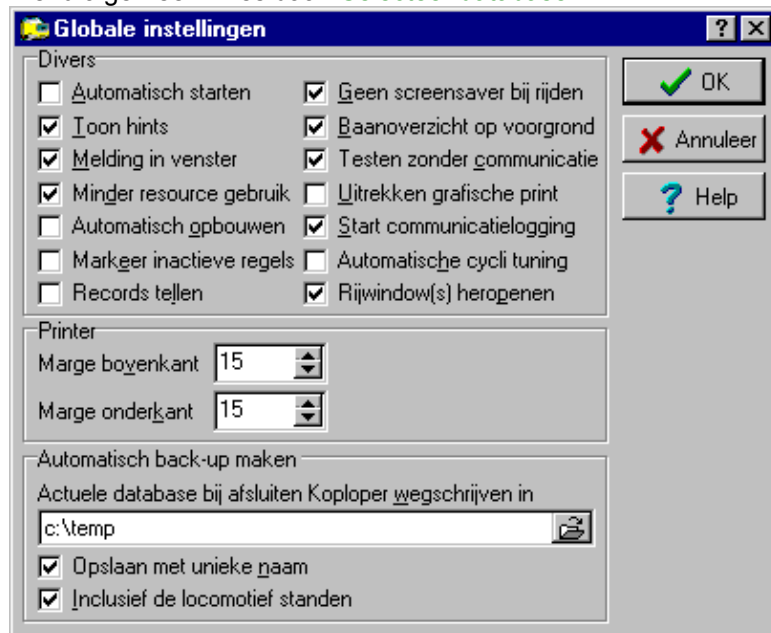 Globale instellingen
Divers
Automatisch starten
Geen screensaver bij rijden
Toon hints
Baanoverzicht op voorgrond
Melding in venster
Testen zonder communicatie
Minder resource gebruik
Uitrekken grafische print
Automatisch opbouwen
Start communicatielogging
Markeer inactieve regels
Automatische cycli tuning
Records tellen
Rijwindow(s) heropenen
OK
Annuleer
Help
Printer
Marge bovenkant 15
Marge onderkant 15
Automatisch back-up maken
Actuele database bij afsluiten Koploper wegschrijven in
c:\temp
Opslaan met unieke naam
Inclusief de locomotief standen